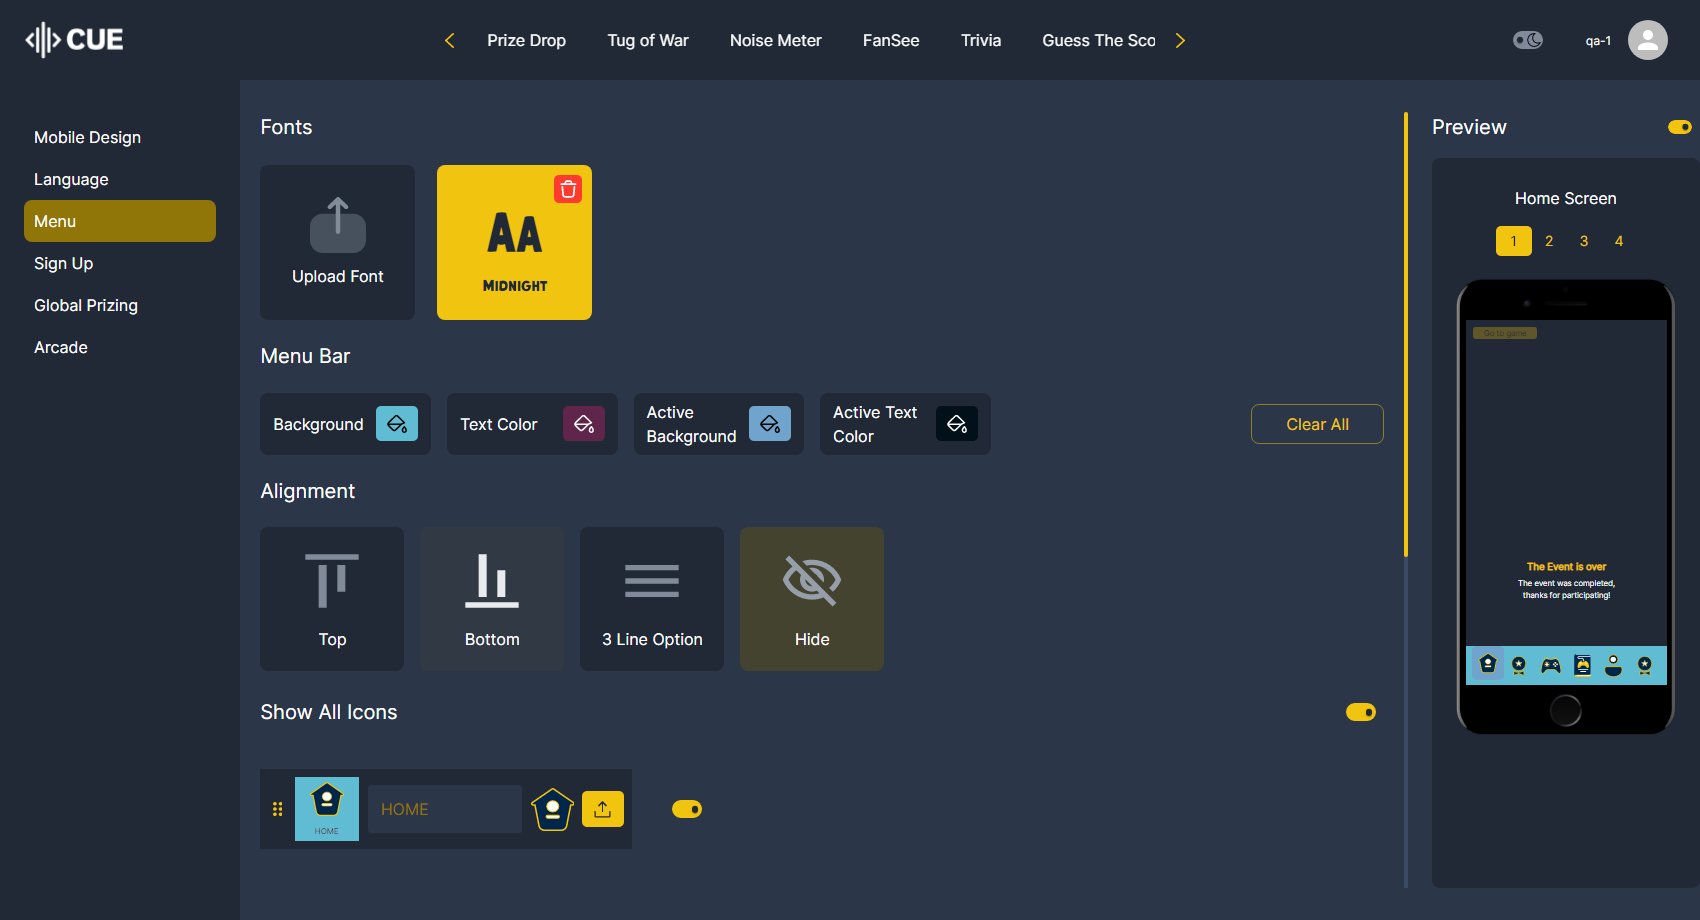 CUE
Prize Drop
Tug of War
Noise Meter
FanSee
Trivia
Guess The Sco
qa-1
Mobile Design
Language
Menu
Sign Up
Global Prizing
Arcade
Fonts
Upload Font
AA
MIDNIGHT
Menu Bar
Background
Text Color
Active
Background
Active Text
Color
Clear All
Alignment
Top
Bottom
3 Line Option
Hide
Show All Icons
HOME
HOME
Preview
Home Screen
1 2 3 4
Go to game
The Event is over
The event was completed,
thanks for participating!